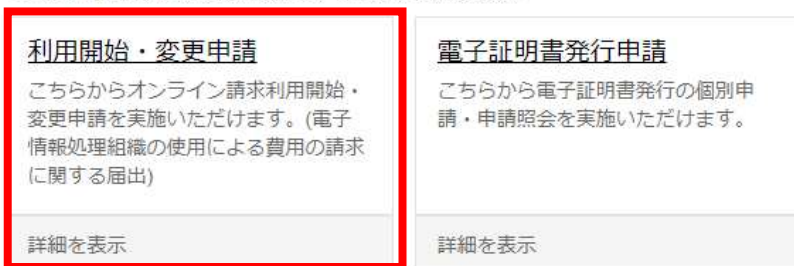 利用開始・変更申請
こちらからオンライン請求利用開始・
変更申請を実施いただけます。(電子
情報処理組織の使用による費用の請求
に関する届出)
詳細を表示
電子証明書発行申請
こちらから電子証明書発行の個別申
請・申請照会を実施いただけます。
詳細を表示